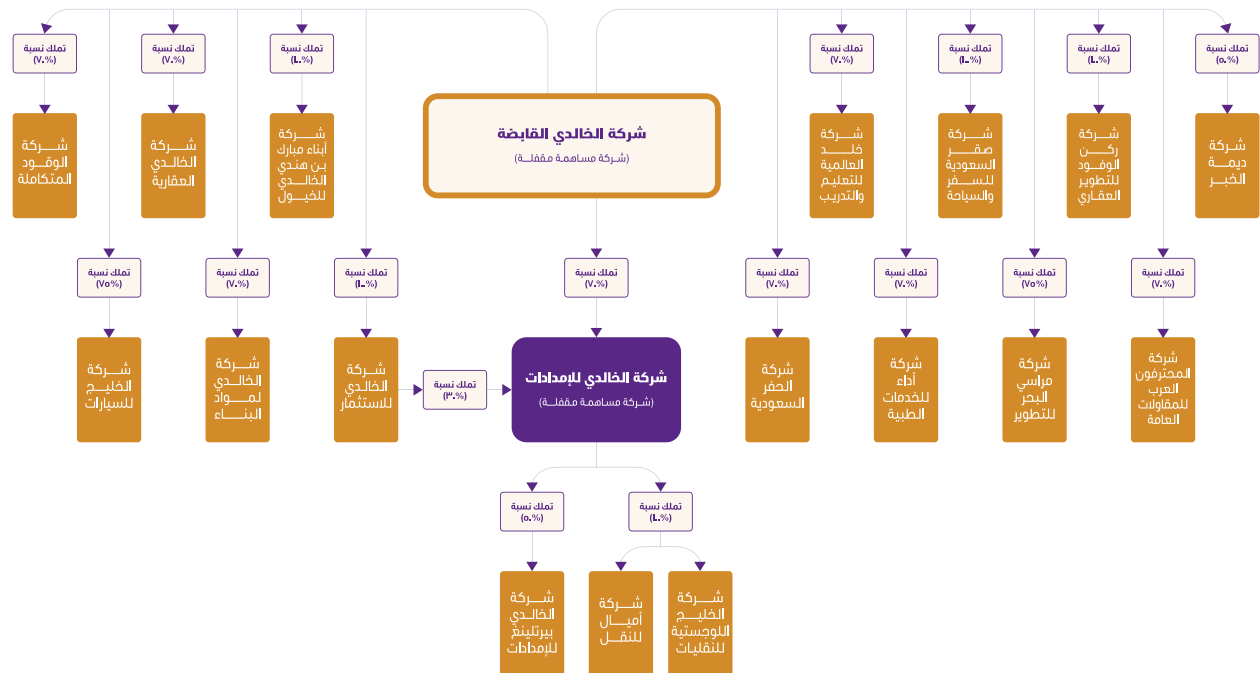 تملك نسبة
(٥٠%)
تملك نسبة
(١٠٠%)
تملك نسبة
(١٠٠%)
تملك نسبة
(٧٠%)
تملك نسبة
(١٠٠%)
تملك نسبة
(٧٠%)
تملك نسبة
(٧٠%)
شركة
ديمة
الخبر
شركة
ركن
الوفود
للتطوير
العقاري
شركة
صقر
السعودية
للسفر
والسياحة
شركة
خلد
العالمية
للتعليم
والتدريب
شركة الخالدي القابضة
(شركة مساهمة مقفلة)
شركة
أبناء مبارك
بن هندي
الخالدي
للخيول
شركة
الخالدي
العقارية
شركة
الوقود
المتكاملة
تملك نسبة
(٧٠%)
تملك نسبة
(٧٥%)
تملك نسبة
(٧٠%)
تملك نسبة
(٧٠%)
تملك نسبة
(٧٠%)
تملك نسبة
(١٠٠%)
تملك نسبة
(٧٠%)
تملك نسبة
(٧٥%)
شركة
المحترفون
العرب
للمقاولات
العامة
شركة
مراسي
البحر
للتطوير
شركة
أداء
للخدمات
الطبية
شركة
الحفر
السعودية
شركة الخالدي للإمدادات
(شركة مساهمة مقفلة)
تملك نسبة
(٣٠%)
شركة
الخالدي
للاستثمار
شركة
الخالدي
لمواد
البناء
شركة
الخليج
للسيارات
تملك نسبة
(١٠٠%)
تملك نسبة
(٥٠%)
شركة
الخليج
اللوجستية
للنقليات
شركة
أميال
للنقل
شركة
الخالدي
بيرتلينغ
للإمدادات